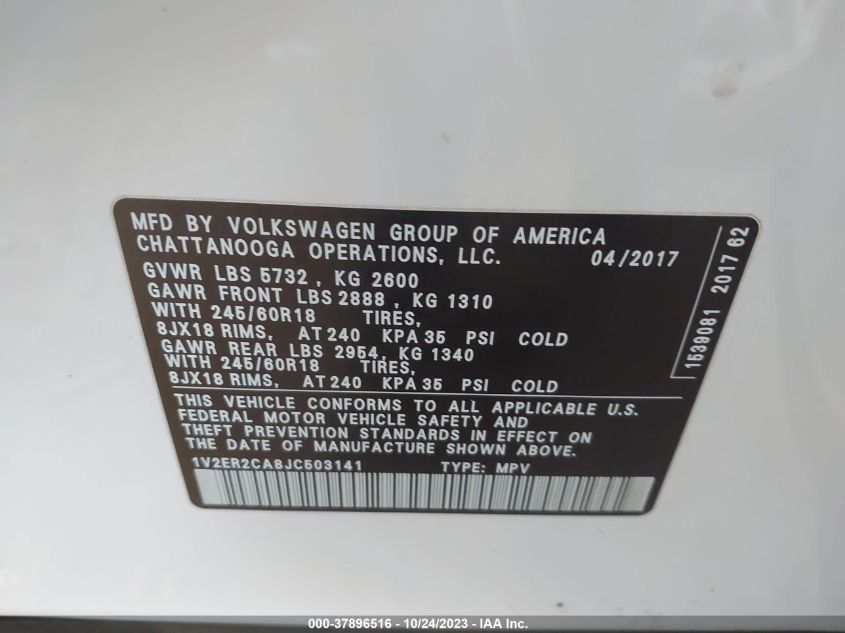 MFD BY VOLKSWAGEN GROUP OF AMERICA
CHATTANOOGA OPERATIONS, LLC. 04/2017
GVWR LBS 5732 , KG 2600
GAWR FRONT LBS 2888 , KG 1310
WITH 245/60R18 TIRES,
8JX18 RIMS, AT 240 KPA 35 PSI COLD
GAWR REAR LBS 2954, KG 1340
WITH 245/60R18 TIRES,
8JX18 RIMS, AT 240 KPA 35 PSI COLD
THIS VEHICLE CONFORMS TO ALL APPLICABLE U.S.
FEDERAL MOTOR VEHICLE SAFETY AND
THEFT PREVENTION STANDARDS IN EFFECT ON
THE DATE OF MANUFACTURE SHOWN ABOVE.
1V2ER2CA8JC503141 TYPE: MPV
1539081 2017 62
000-37896516 - 10/24/2023 - IAA Inc.